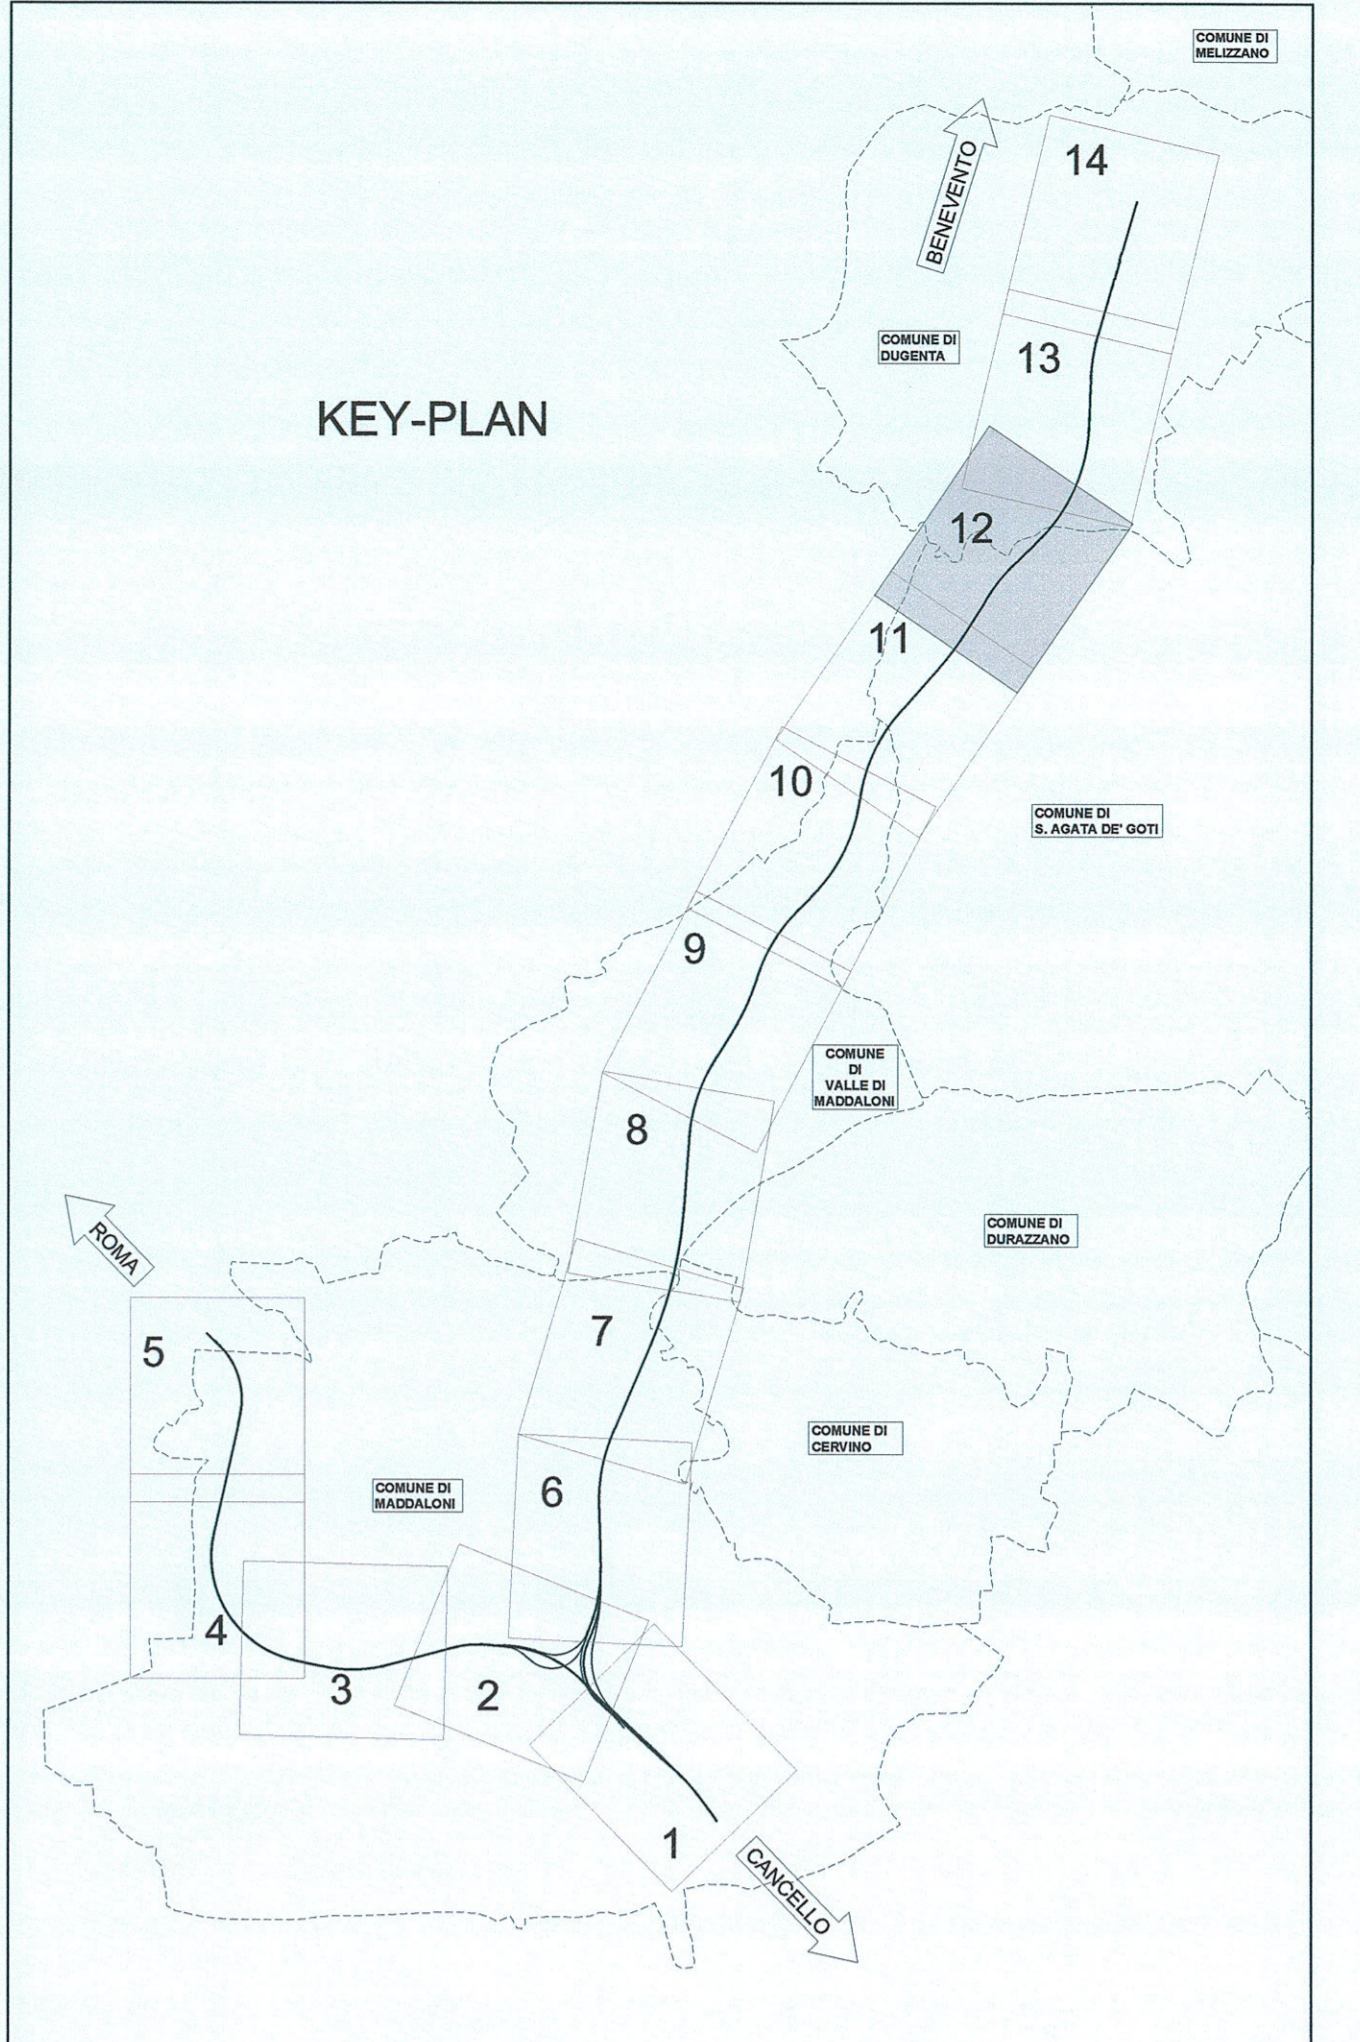 COMUNE DI
MELIZZANO
14
BENEVENTO
COMUNE DI
DUGENTA
13
KEY-PLAN
12
11
10
COMUNE DI
S. AGATA DE' GOTI
9
COMUNE
DI
VALLE DI
MADDALONI
8
ROMA
COMUNE DI
DURAZZANO
7
5
COMUNE DI
CERVINO
COMUNE DI
MADDALONI
6
4
3
2
1
CANCELLO